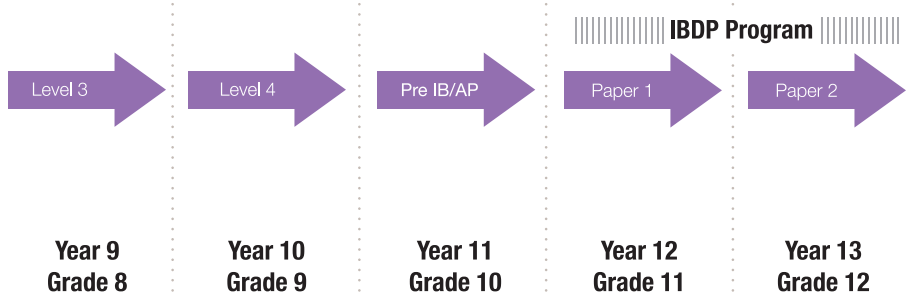 IBDP Program
Level 3
Level 4
Pre IB/AP
Paper 1
Paper 2
Year 9
Grade 8
Year 10
Grade 9
Year 11
Grade 10
Year 12
Grade 11
Year 13
Grade 12